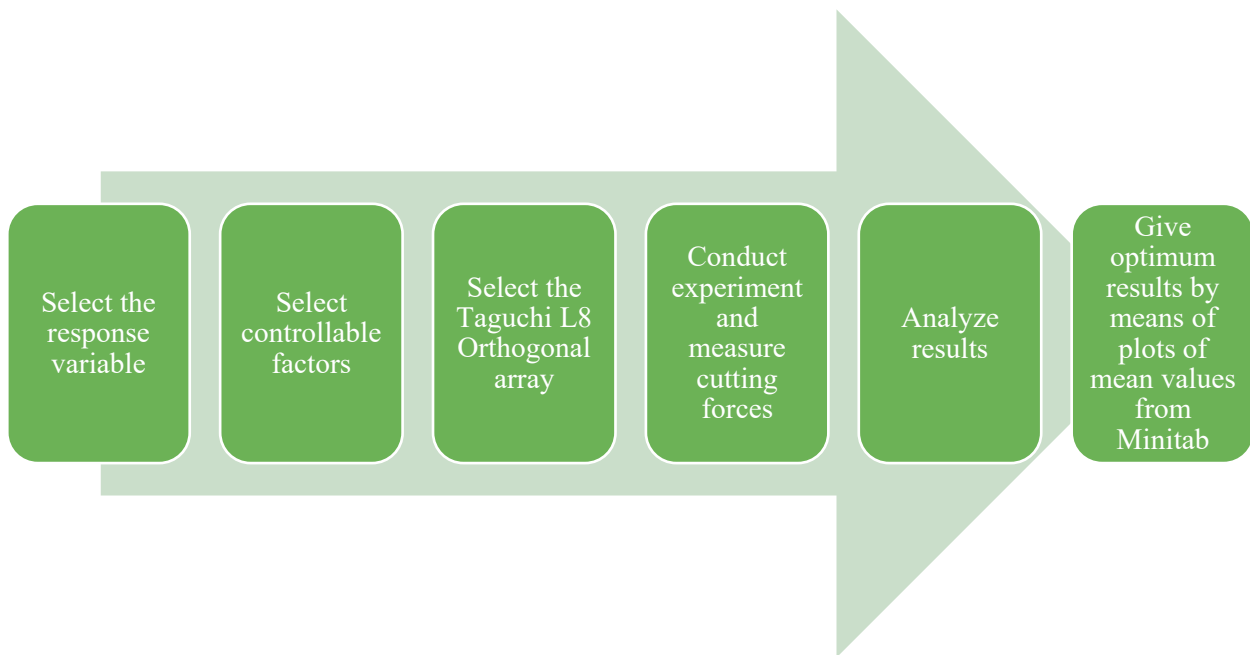 Select the
response
variable
Select
controllable
factors
Select the
Taguchi L8
Orthogonal
array
Conduct
experiment
and
measure
cutting
forces
Analyze
results
Give
optimum
results by
means of
plots of
mean values
from
Minitab